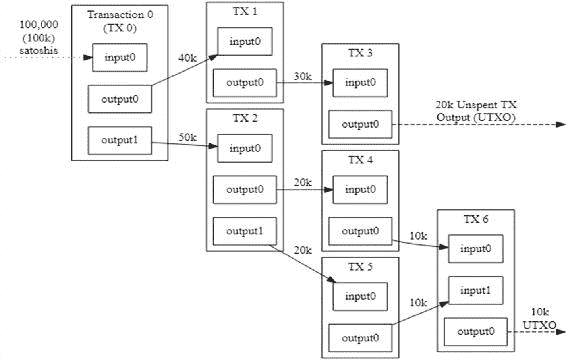 100,000
(100k)
satoshis
Transaction 0
(TX 0)
input0
output0
output1
40k
50k
TX 1
input0
output0
30k
TX 2
input0
output0
output1
20k
20k
TX 3
input0
output0
20k Unspent TX
Output (UTXO)
TX 4
input0
output0
10k
TX 5
input0
output0
10k
TX 6
input0
input1
output0
10k
UTXO